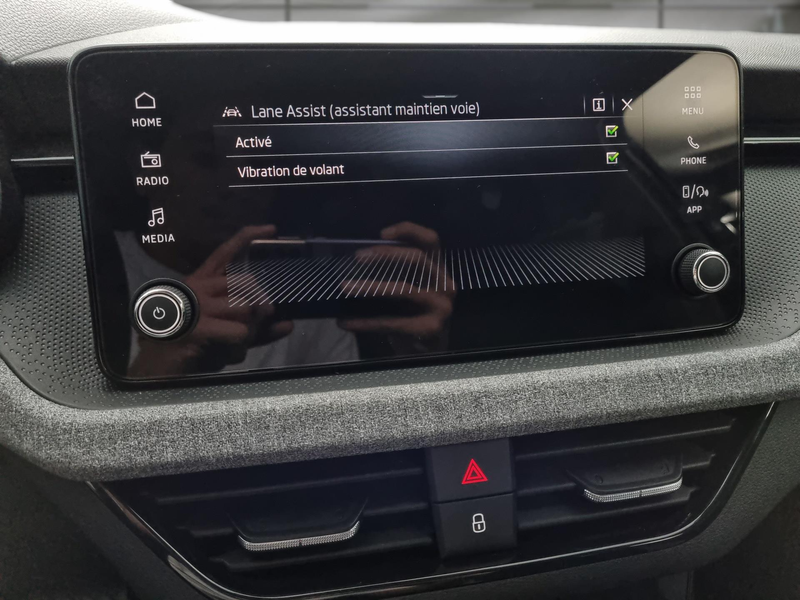 HOME
RADIO
MEDIA
Lane Assist (assistant maintien voie)
Activé
Vibration de volant
MENU
PHONE
APP